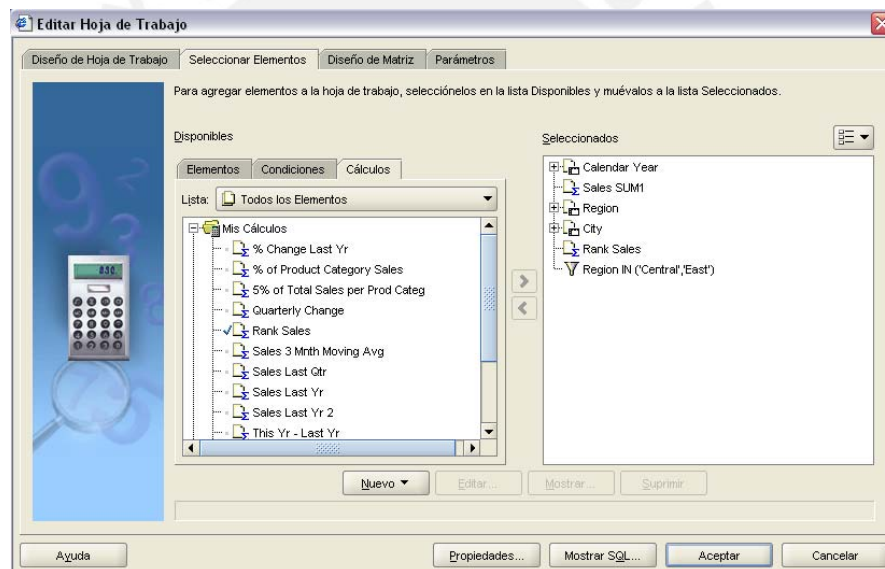 Editar Hoja de Trabajo
Diseño de Hoja de Trabajo Seleccionar Elementos Diseño de Matriz Parámetros
Para agregar elementos a la hoja de trabajo, selecciónelos en la lista Disponibles y muévalos a la lista Seleccionados.
Disponibles
Elementos Condiciones Cálculos
Lista: Todos los Elementos
Mis Cálculos
% Change Last Yr
% of Product Category Sales
5% of Total Sales per Prod Categ
Quarterly Change
Rank Sales
Sales 3 Mnth Moving Avg
Sales Last Qtr
Sales Last Yr
Sales Last Yr 2
This Yr - Last Yr
Seleccionados
Calendar Year
Sales SUM1
Region
City
Rank Sales
Region IN ('Central','East')
Nuevo Editar... Mostrar... Suprimir
Ayuda Propiedades... Mostrar SQL... Aceptar Cancelar